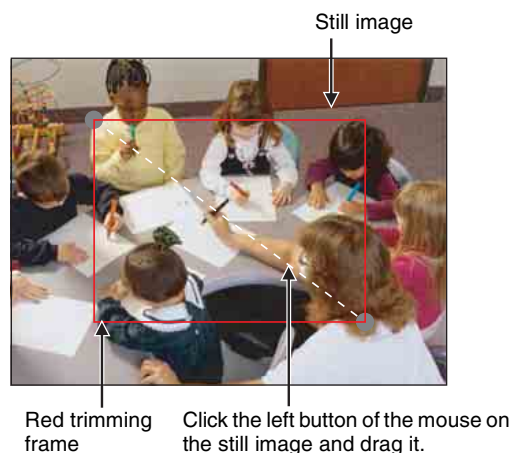 Still image
Red trimming
frame
Click the left button of the mouse on
the still image and drag it.